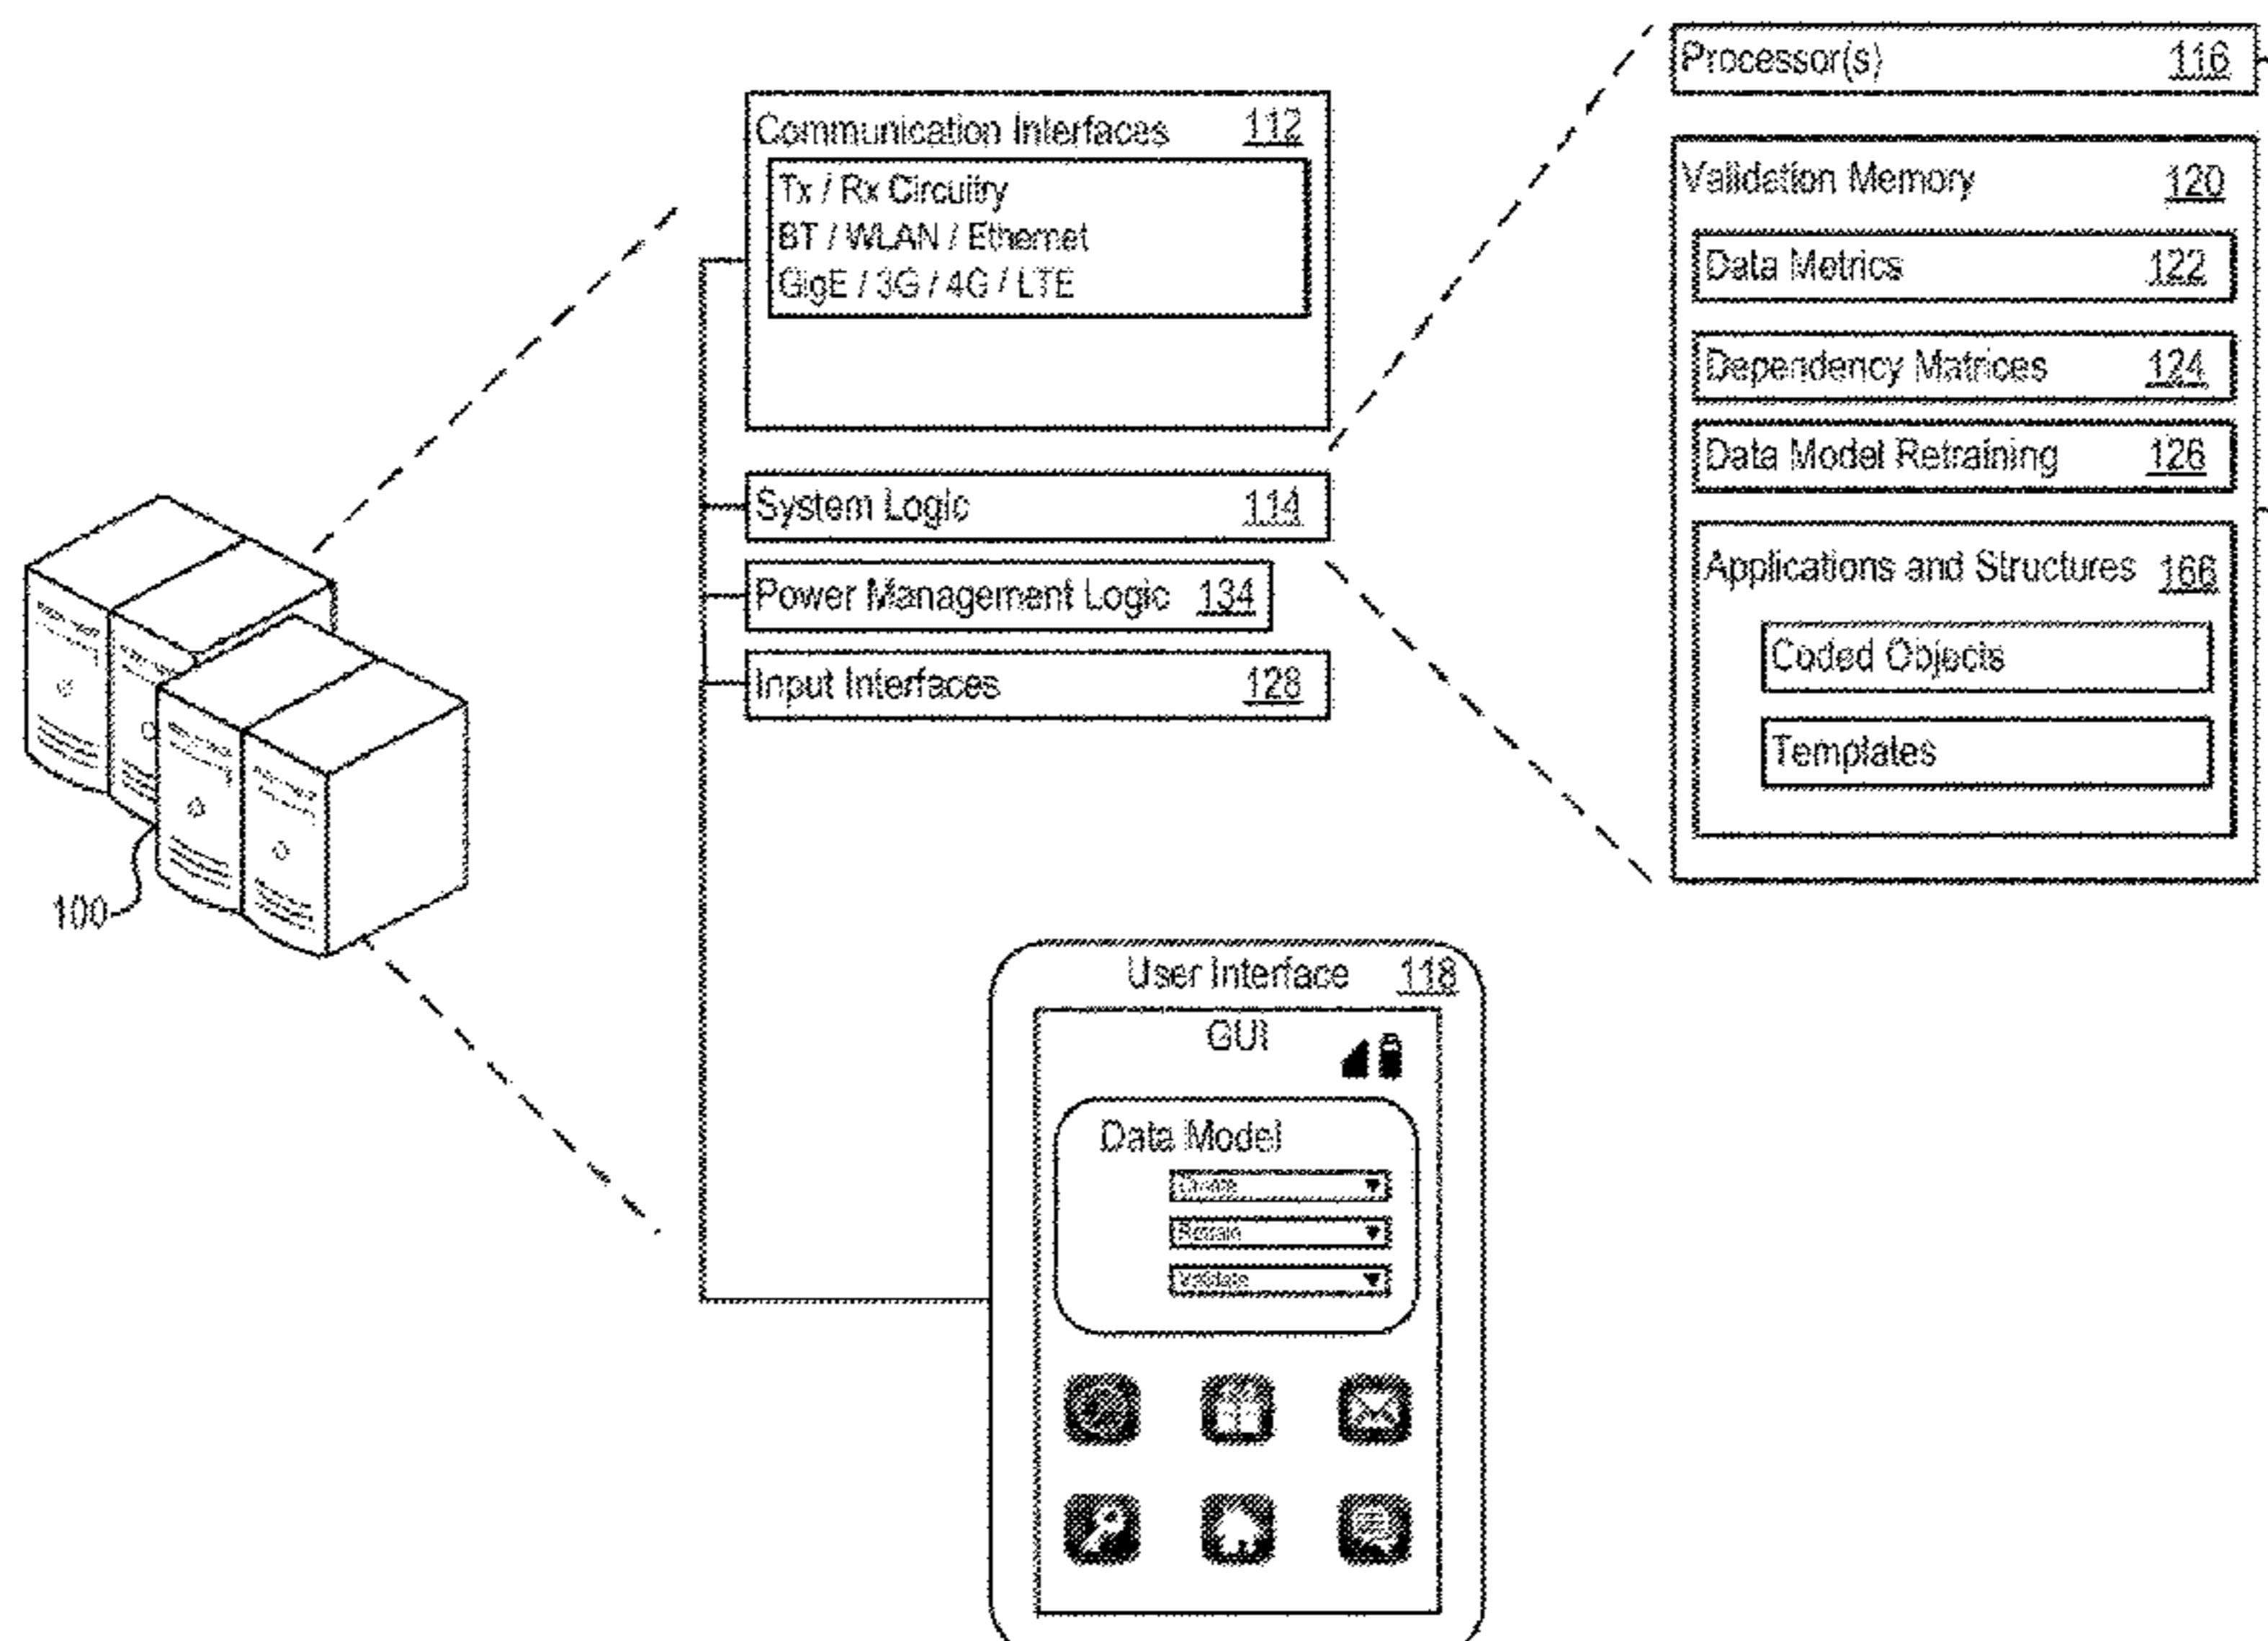 Communication Interfaces 112
Tx / Rx Circuitry
BT / WLAN / Ethernet
GigE / 3G / 4G / LTE
System Logic 114
Power Management Logic 134
Input Interfaces 128
100
Processor(s) 116
Validation Memory 120
Data Metrics 122
Dependency Matrices 124
Data Model Retraining 126
Applications and Structures 166
Coded Objects
Templates
User Interface 118
GUI
Data Model
Create
Retrain
Validate